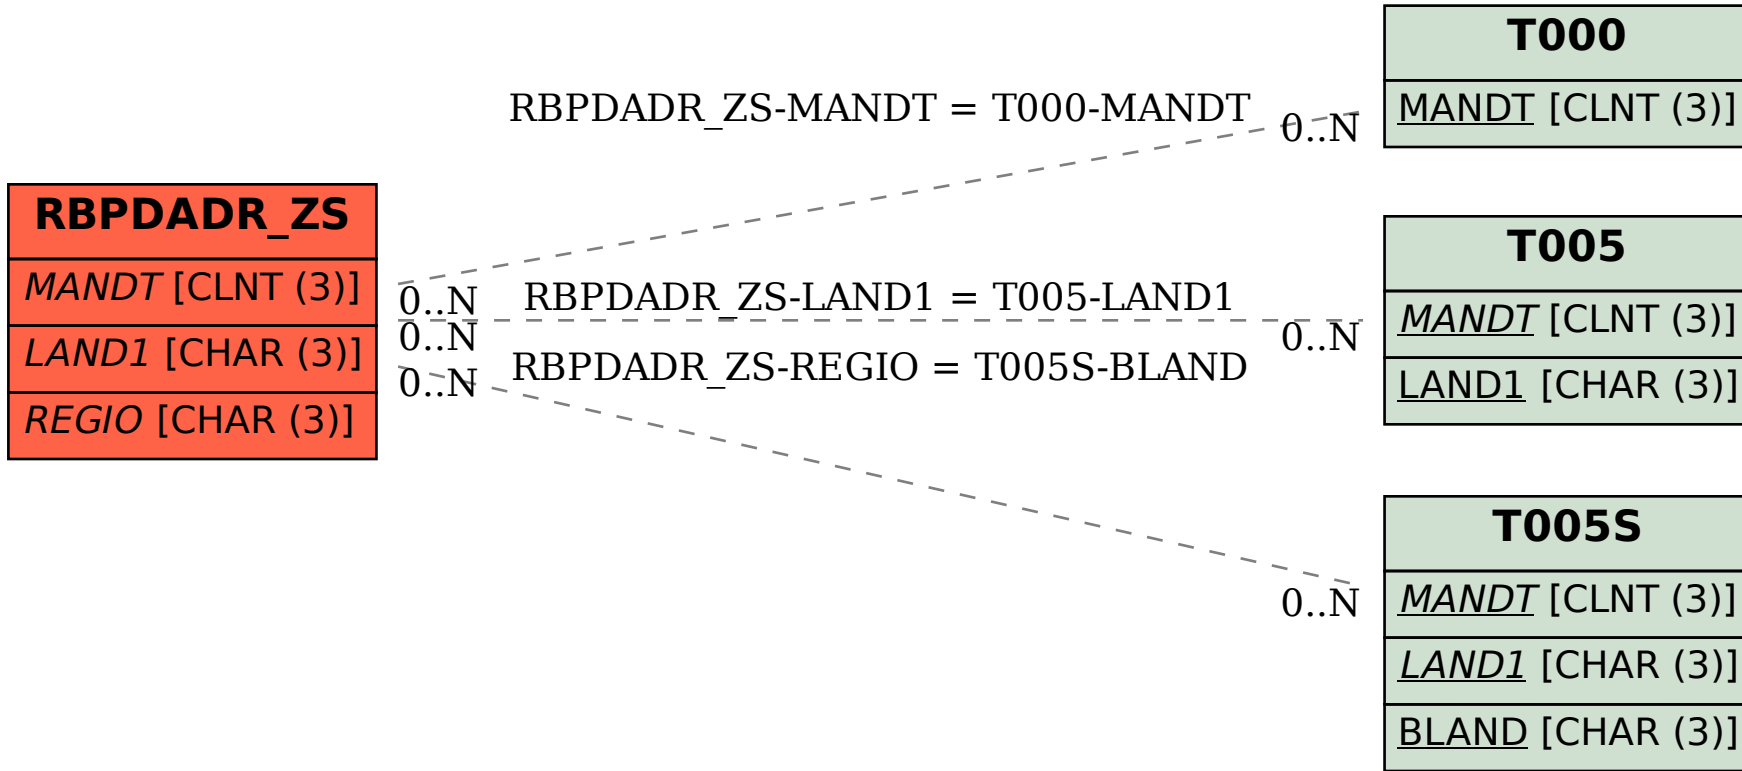 RBPDADR_ZS
MANDT [CLNT (3)]
LAND1 [CHAR (3)]
REGIO [CHAR (3)]
RBPDADR_ZS-MANDT = T000-MANDT
0..N
0..N
RBPDADR_ZS-LAND1 = T005-LAND1
0..N
0..N
RBPDADR_ZS-REGIO = T005S-BLAND
0..N
0..N
T000
MANDT [CLNT (3)]
T005
MANDT [CLNT (3)]
LAND1 [CHAR (3)]
T005S
MANDT [CLNT (3)]
LAND1 [CHAR (3)]
BLAND [CHAR (3)]